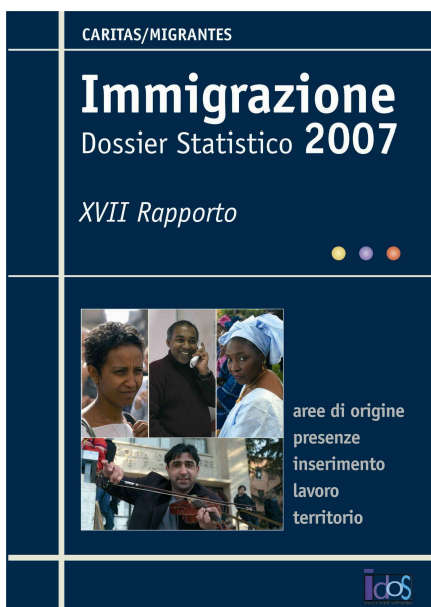 CARITAS/MIGRANTES
Immigrazione
Dossier Statistico 2007
XVII Rapporto
aree di origine
presenze
inserimento
lavoro
territorio
idos